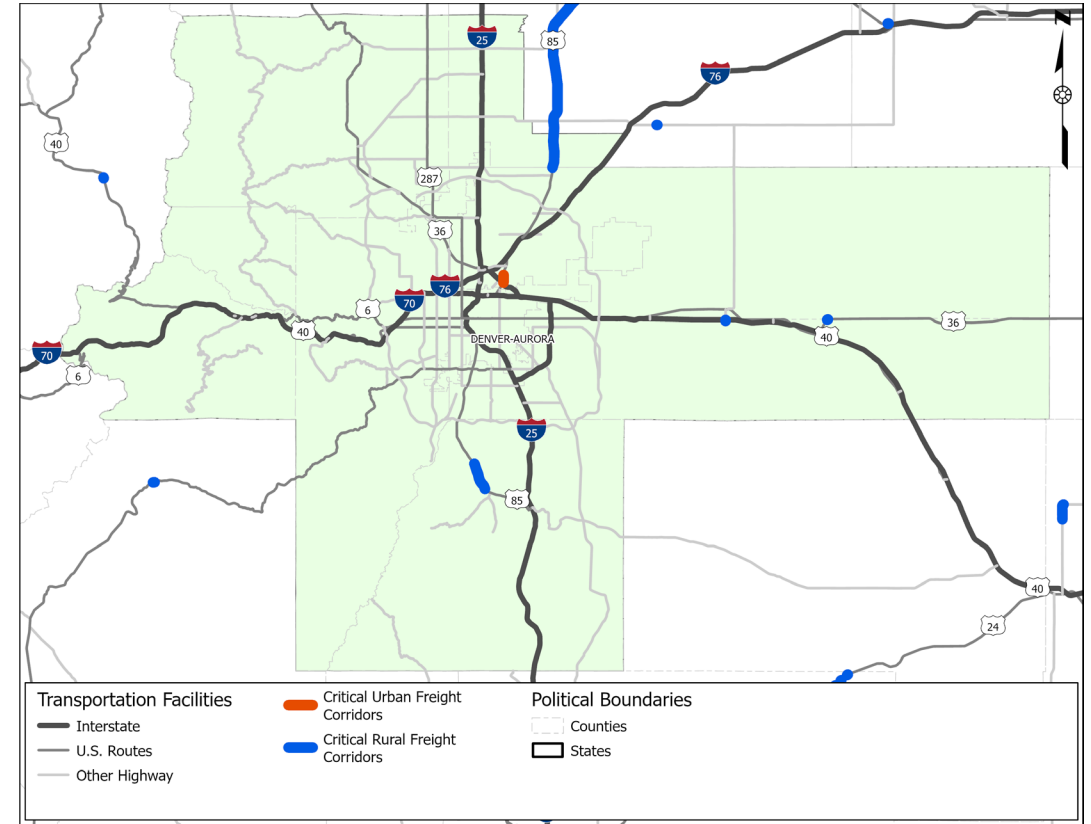 25
85
76
40
287
36
76
70
6
40
DENVER-AURORA
36
40
70
6
25
85
40
24
Transportation Facilities
Interstate
U.S. Routes
Other Highway
Critical Urban Freight
Corridors
Critical Rural Freight
Corridors
Political Boundaries
Counties
States